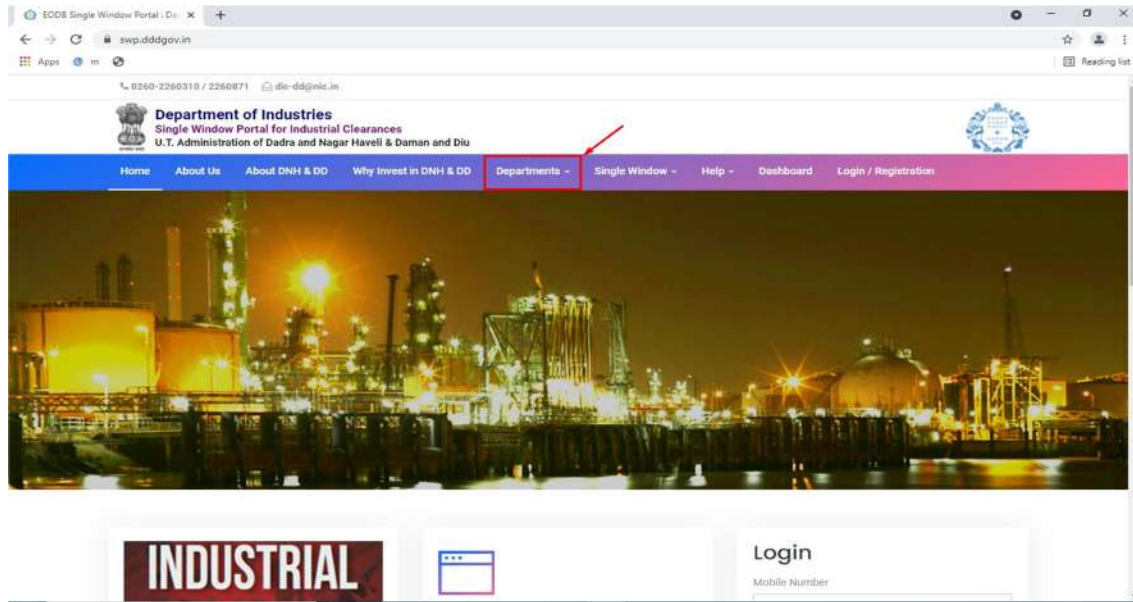 EODB Single Window Portal : Da
swp.dddgov.in
Apps
m
Reading list
0260-2260310 / 2260871
dic-dd@nic.in
Department of Industries
Single Window Portal for Industrial Clearances
U.T. Administration of Dadra and Nagar Haveli & Daman and Diu
Home About Us About DNH & DD Why Invest in DNH & DD Departments Single Window Help Dashboard Login / Registration
INDUSTRIAL
Login
Mobile Number